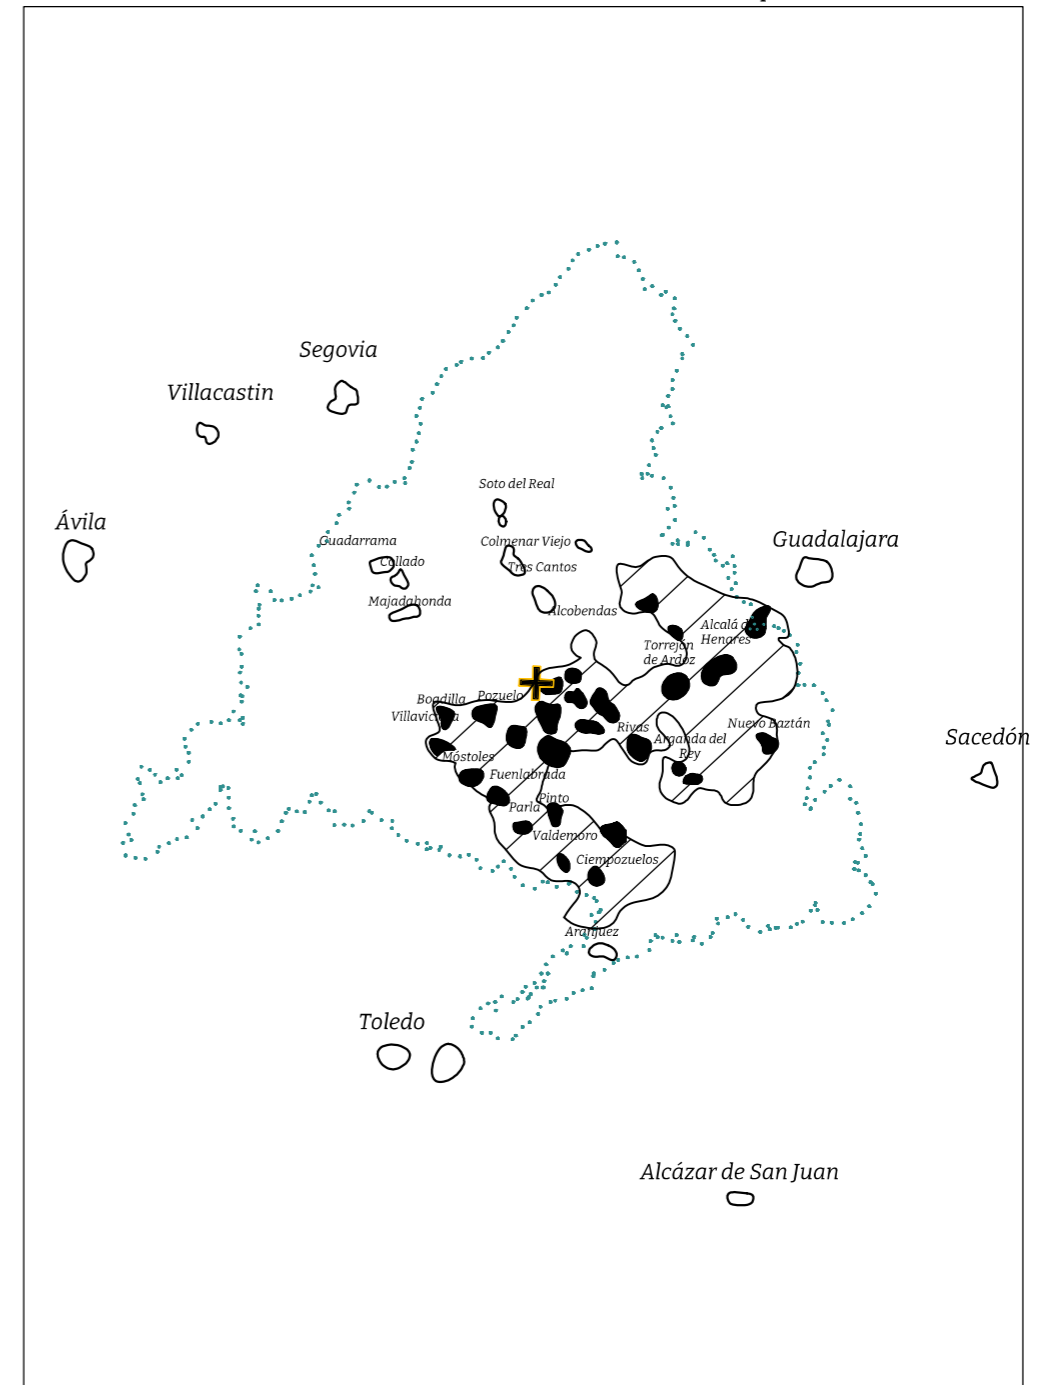 Segovia
Villacastin
Soto del Real
Ávila
Guadarrama
Colmenar Viejo
Guadalajara
Collado
Tres Cantos
Majadahonda
Alcobendas
Alcalá de
Henares
Torrejón
de Ardoz
Boadilla
Pozuelo
Villaviciosa
Rivas
Nuevo Baztán
Arganda del
Rey
Sacedón
Móstoles
Fuenlabrada
Pinto
Parla
Valdemoro
Ciempozuelos
Aranjuez
Toledo
Alcázar de San Juan